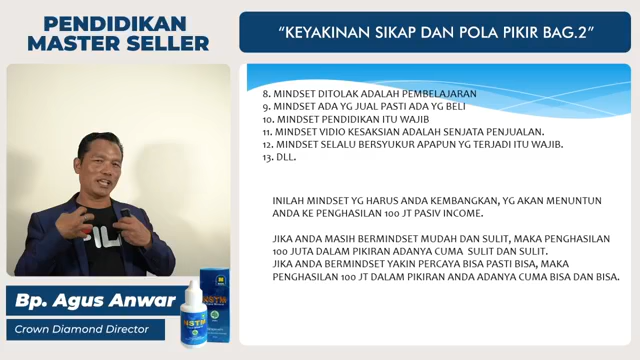 PENDIDIKAN
MASTER SELLER
"KEYAKINAN SIKAP DAN POLA PIKIR BAG.2"
8. MINDSET DITOLAK ADALAH PEMBELAJARAN
9. MINDSET ADA YG JUAL PASTI ADA YG BELI
10. MINDSET PENDIDIKAN ITU WAJIB
11. MINDSET VIDIO KESAKSIAN ADALAH SENJATA PENJUALAN.
12. MINDSET SELALU BERSYUKUR APAPUN YG TERJADI ITU WAJIB.
13. DLL.
INILAH MINDSET YG HARUS ANDA KEMBANGKAN, YG AKAN MENUNTUN
ANDA KE PENGHASILAN 100 JT PASIV INCOME.
JIKA ANDA MASIH BERMINDSET MUDAH DAN SULIT, MAKA PENGHASILAN
100 JUTA DALAM PIKIRAN ADANYA CUMA SULIT DAN SULIT.
JIKA ANDA BERMINDSET YAKIN PERCAYA BISA PASTI BISA, MAKA
PENGHASILAN 100 JT DALAM PIKIRAN ANDA ADANYA CUMA BISA DAN BISA.
Bp. Agus Anwar
Crown Diamond Director